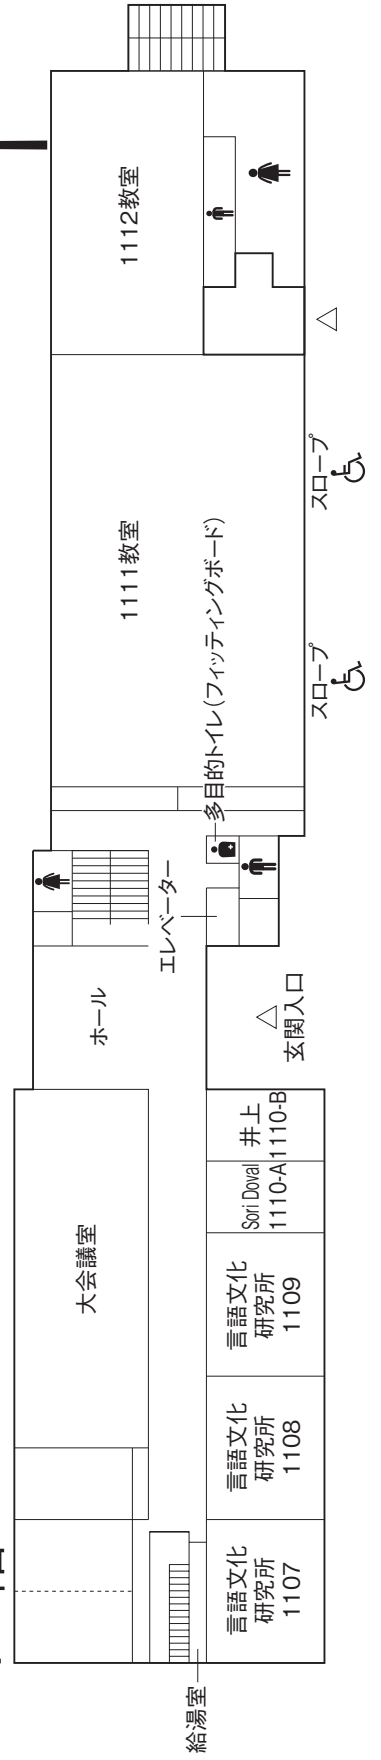 1112教室
1111教室
スロープ
スロープ
多目的トイレ(フィッティングボード)
エレベーター
ホール
玄関入口
大会議室
井上
1110-B
Sori Doval
1110-A
言語文化
研究所
1109
言語文化
研究所
1108
言語文化
研究所
1107
給湯室